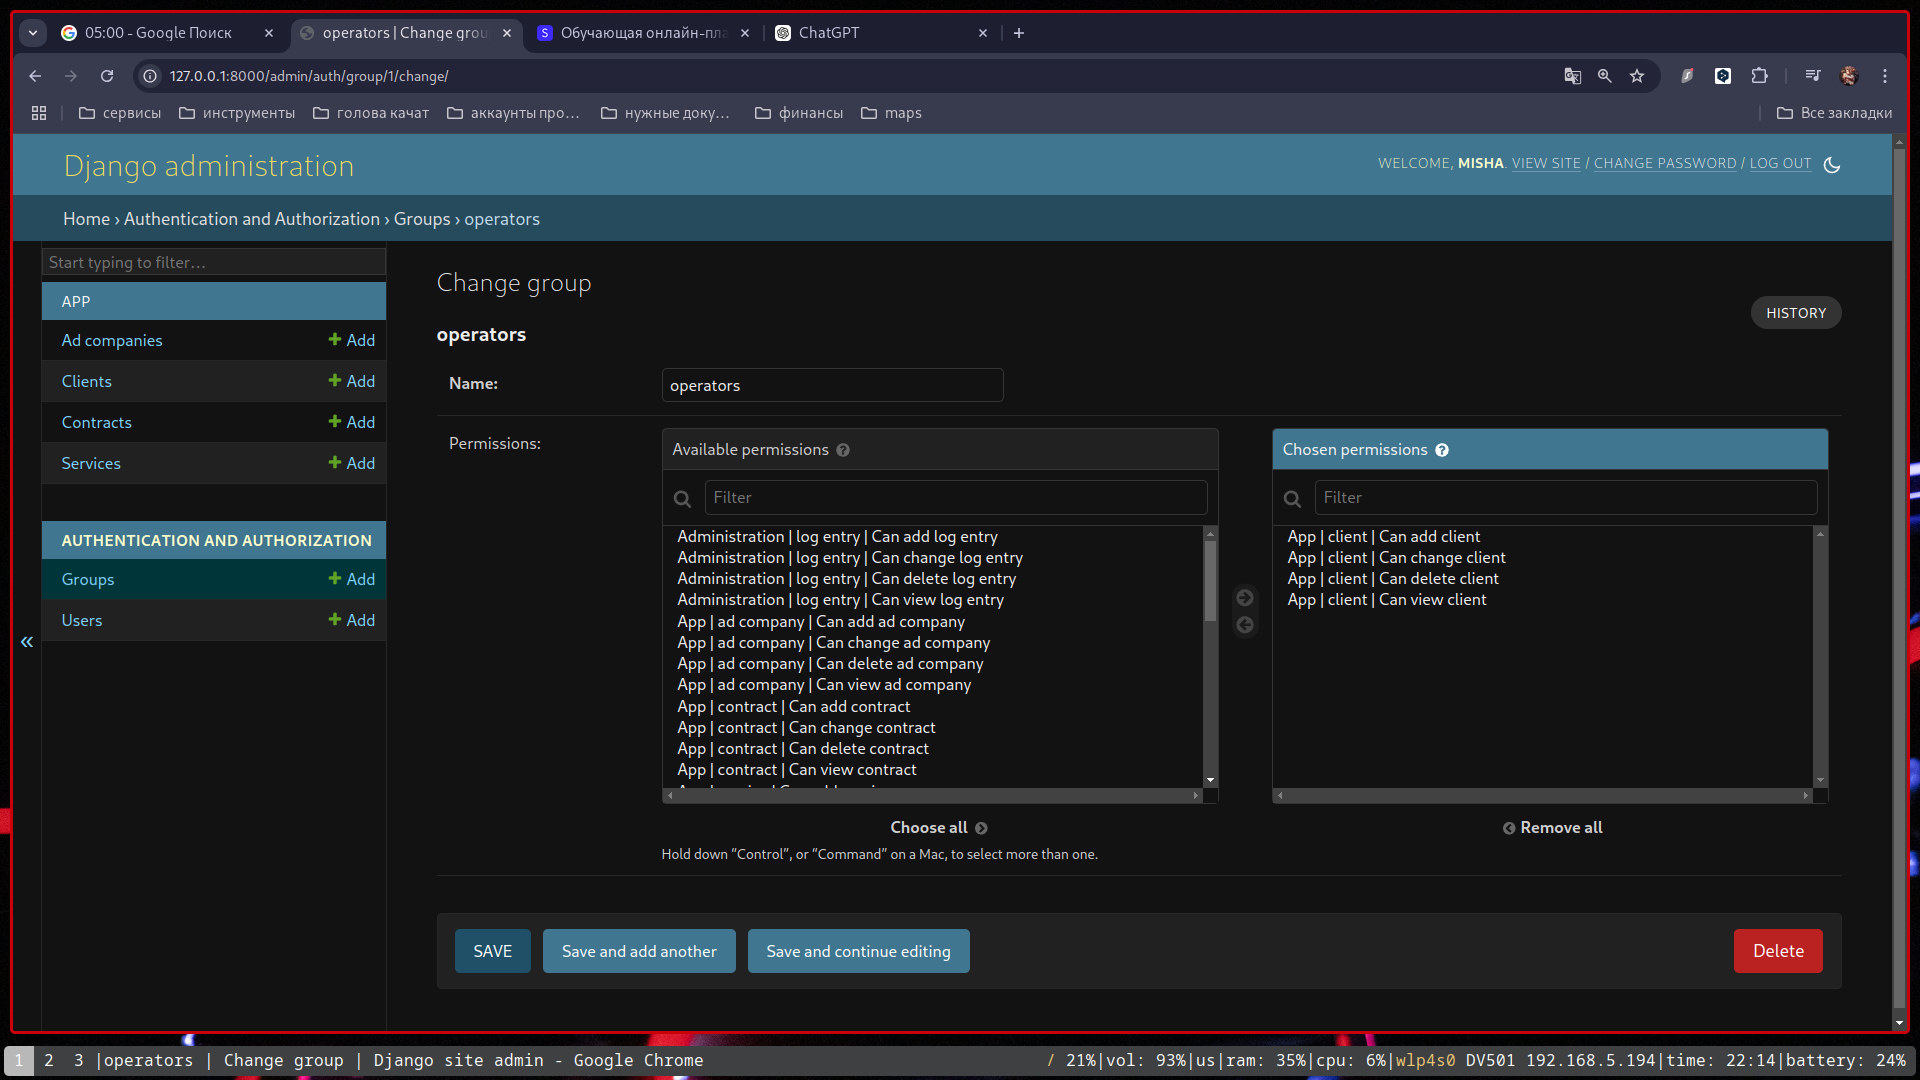 05:00 - Google Поиск
operators | Change grou
Обучающая онлайн-пла
ChatGPT
127.0.0.1:8000/admin/auth/group/1/change/
сервисы
инструменты
голова качат
аккаунты про...
нужные доку...
финансы
maps
Все закладки
Django administration
WELCOME, MISHA. VIEW SITE / CHANGE PASSWORD / LOG OUT
Home › Authentication and Authorization › Groups › operators
Start typing to filter...
APP
Ad companies
Add
Clients
Add
Contracts
Add
Services
Add
AUTHENTICATION AND AUTHORIZATION
Groups
Add
Users
Add
«
Change group
HISTORY
operators
Name:
operators
Permissions:
Available permissions
Filter
Administration | log entry | Can add log entry
Administration | log entry | Can change log entry
Administration | log entry | Can delete log entry
Administration | log entry | Can view log entry
App | ad company | Can add ad company
App | ad company | Can change ad company
App | ad company | Can delete ad company
App | ad company | Can view ad company
App | contract | Can add contract
App | contract | Can change contract
App | contract | Can delete contract
App | contract | Can view contract
Choose all
Hold down “Control”, or “Command” on a Mac, to select more than one.
Chosen permissions
Filter
App | client | Can add client
App | client | Can change client
App | client | Can delete client
App | client | Can view client
Remove all
SAVE
Save and add another
Save and continue editing
Delete
1 2 3 |operators | Change group | Django site admin - Google Chrome
/ 21%|vol: 93%|us|ram: 35%|cpu: 6%|wlp4s0 DV501 192.168.5.194|time: 22:14|battery: 24%